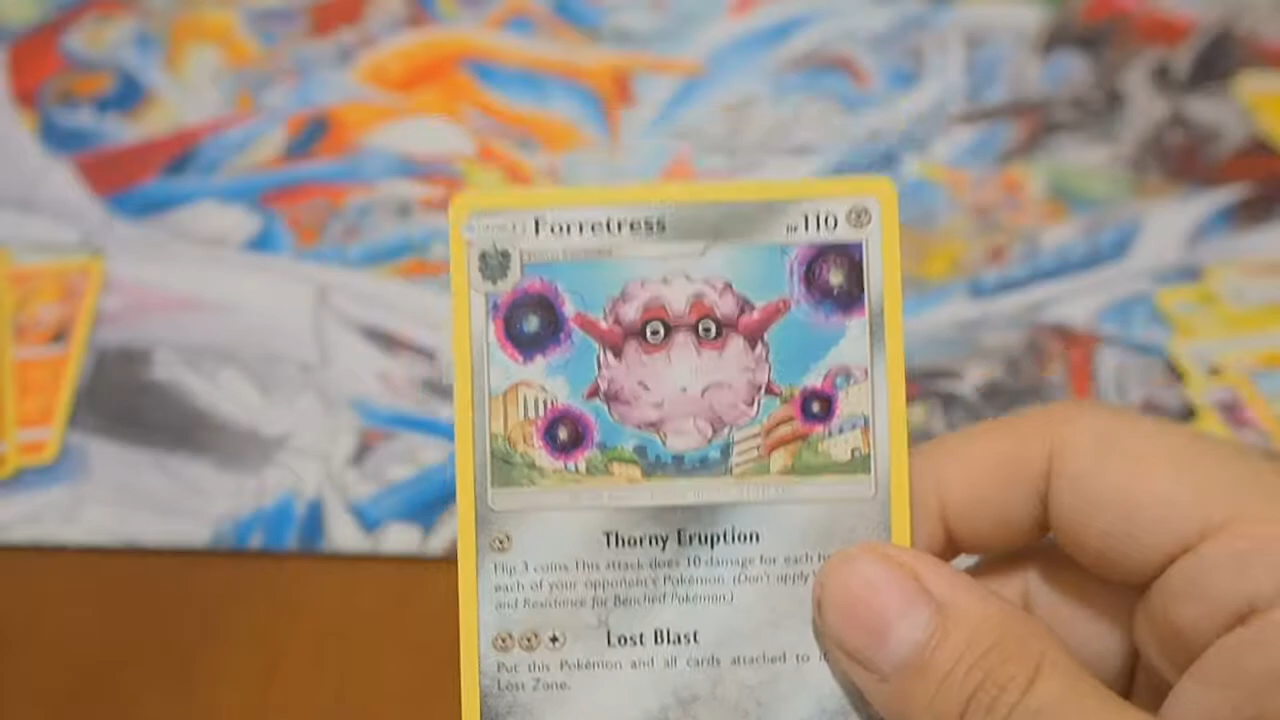 Forretress HP110
Thorny Eruption
Flip 3 coins. This attack does 10 damage for each
each of your opponent's Pokémon. (Don't apply
and Resistance for Benched Pokémon.)
Lost Blast
Put this Pokémon and all cards attached to
Lost Zone.